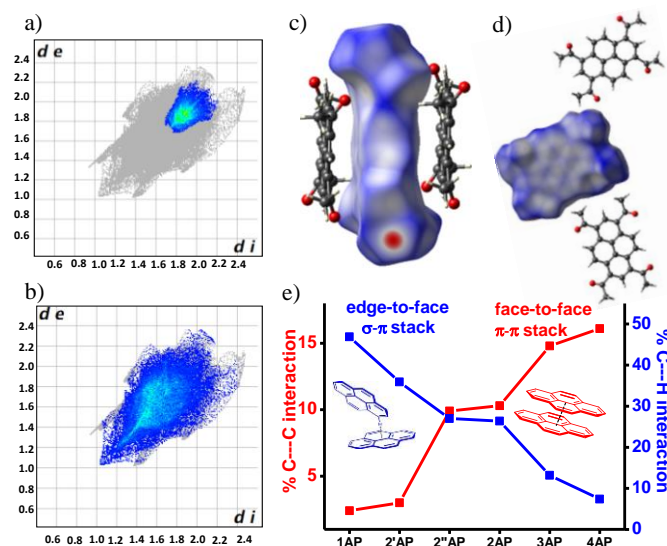 a)
d e
2.4
2.2
2.0
1.8
1.6
1.4
1.2
1.0
0.6 0.8 1.0 1.2 1.4 1.6 1.8 2.0 2.2 2.4
d i
b)
d e
2.4
2.2
2.0
1.8
1.6
1.4
1.2
1.0
0.8
0.6
d i
0.6 0.8 1.0 1.2 1.4 1.6 1.8 2.0 2.2 2.4
c)
d)
e)
edge-to-face
σ-π stack
face-to-face
π-π stack
% C---C interaction
15
10
5
% C---H interaction
50
40
30
20
10
0
1AP 2'AP 2"AP 2AP 3AP 4AP